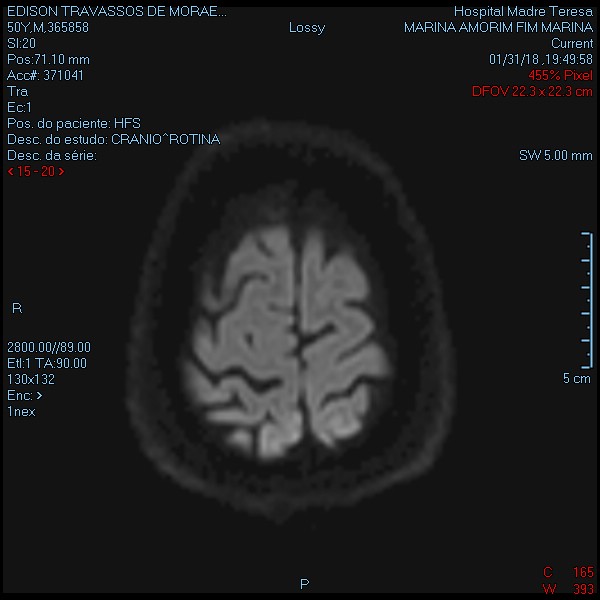 EDISON TRAVASSOS DE MORAE...
50Y,M,365858
Sl:20
Pos:71.10 mm
Acc#: 371041
Tra
Ec:1
Pos. do paciente: HFS
Desc. do estudo: CRANIO^ROTINA
Desc. da série:
< 15 - 20 >
Lossy
Hospital Madre Teresa
MARINA AMORIM FIM MARINA
Current
01/31/18 ,19:49:58
455% Pixel
DFOV 22.3 x 22.3 cm
SW 5.00 mm
R
2800.00//89.00
Etl:1 TA:90.00
130x132
Enc: >
1nex
5 cm
P
C 165
W 393